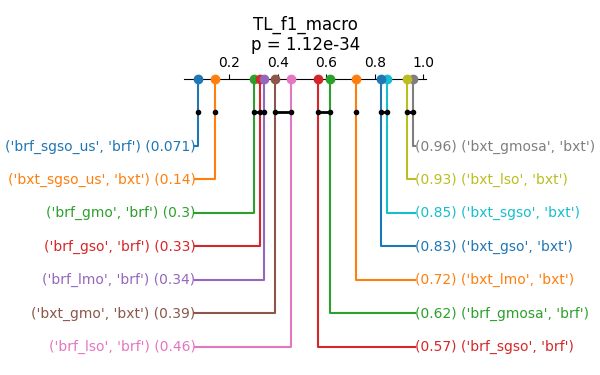 TL_f1_macro
p = 1.12e-34
0.2 0.4 0.6 0.8 1.0
('brf_sgso_us', 'brf') (0.071) (0.96) ('bxt_gmosa', 'bxt')
('bxt_sgso_us', 'bxt') (0.14) (0.93) ('bxt_lso', 'bxt')
('brf_gmo', 'brf') (0.3) (0.85) ('bxt_sgso', 'bxt')
('brf_gso', 'brf') (0.33) (0.83) ('bxt_gso', 'bxt')
('brf_lmo', 'brf') (0.34) (0.72) ('bxt_lmo', 'bxt')
('bxt_gmo', 'bxt') (0.39) (0.62) ('brf_gmosa', 'brf')
('brf_lso', 'brf') (0.46) (0.57) ('brf_sgso', 'brf')